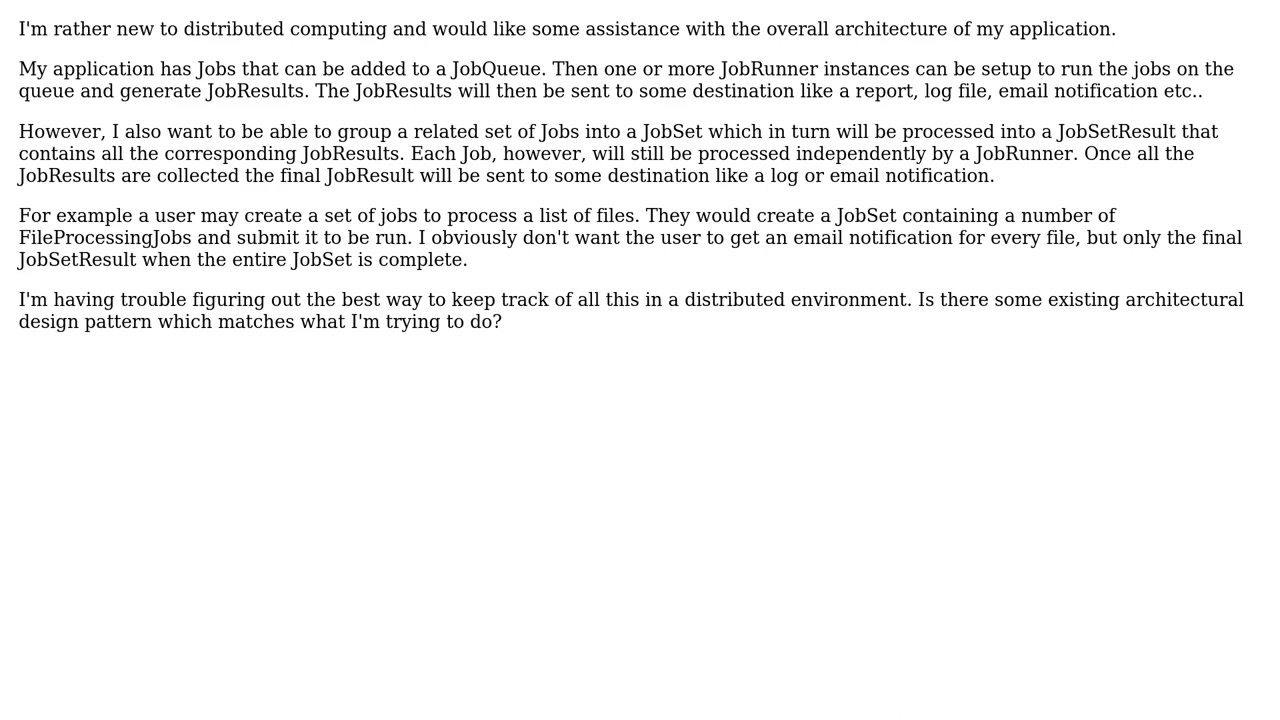 I'm rather new to distributed computing and would like some assistance with the overall architecture of my application.
My application has Jobs that can be added to a JobQueue. Then one or more JobRunner instances can be setup to run the jobs on the
queue and generate JobResults. The JobResults will then be sent to some destination like a report, log file, email notification etc..
However, I also want to be able to group a related set of Jobs into a JobSet which in turn will be processed into a JobSetResult that
contains all the corresponding JobResults. Each Job, however, will still be processed independently by a JobRunner. Once all the
JobResults are collected the final JobResult will be sent to some destination like a log or email notification.
For example a user may create a set of jobs to process a list of files. They would create a JobSet containing a number of
FileProcessingJobs and submit it to be run. I obviously don't want the user to get an email notification for every file, but only the final
JobSetResult when the entire JobSet is complete.
I'm having trouble figuring out the best way to keep track of all this in a distributed environment. Is there some existing architectural
design pattern which matches what I'm trying to do?